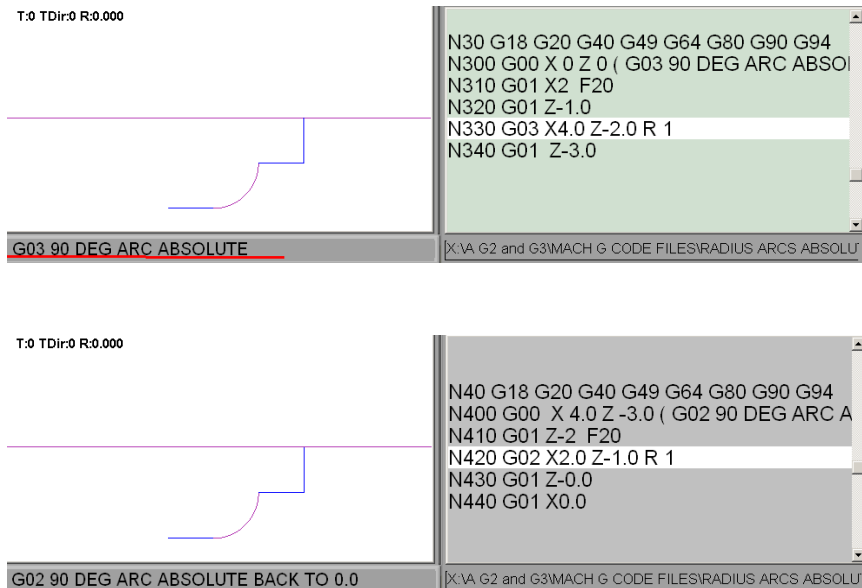 T:0 TDir:0 R:0.000
N30 G18 G20 G40 G49 G64 G80 G90 G94
N300 G00 X 0 Z 0 ( G03 90 DEG ARC ABSOl
N310 G01 X2  F20
N320 G01 Z-1.0
N330 G03 X4.0 Z-2.0 R 1
N340 G01  Z-3.0
G03 90 DEG ARC ABSOLUTE
X:\A G2 and G3\MACH G CODE FILES\RADIUS ARCS ABSOLUT
T:0 TDir:0 R:0.000
N40 G18 G20 G40 G49 G64 G80 G90 G94
N400 G00  X 4.0 Z -3.0 ( G02 90 DEG ARC A
N410 G01 Z-2  F20
N420 G02 X2.0 Z-1.0 R 1
N430 G01 Z-0.0
N440 G01 X0.0
G02 90 DEG ARC ABSOLUTE BACK TO 0.0
X:\A G2 and G3\MACH G CODE FILES\RADIUS ARCS ABSOLUT